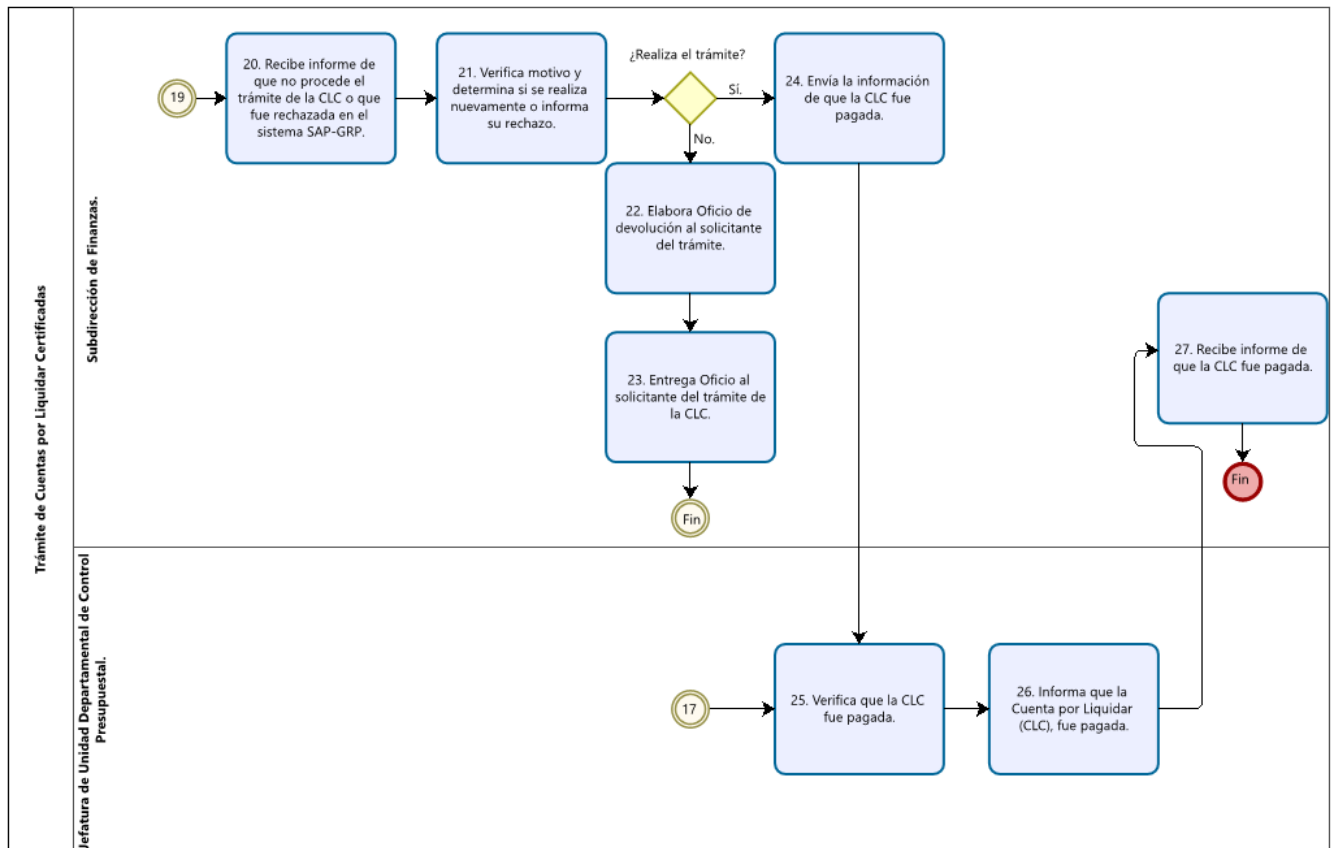 Trámite de Cuentas por Liquidar Certificadas
Subdirección de Finanzas.
19
20. Recibe informe de
que no procede el
trámite de la CLC o que
fue rechazada en el
sistema SAP-GRP.
21. Verifica motivo y
determina si se realiza
nuevamente o informa
su rechazo.
¿Realiza el trámite?
Sí.
No.
24. Envía la información
de que la CLC fue
pagada.
22. Elabora Oficio de
devolución al solicitante
del trámite.
23. Entrega Oficio al
solicitante del trámite de
la CLC.
Fin
27. Recibe informe de
que la CLC fue pagada.
Fin
Jefatura de Unidad Departamental de Control
Presupuestal.
17
25. Verifica que la CLC
fue pagada.
26. Informa que la
Cuenta por Liquidar
(CLC), fue pagada.